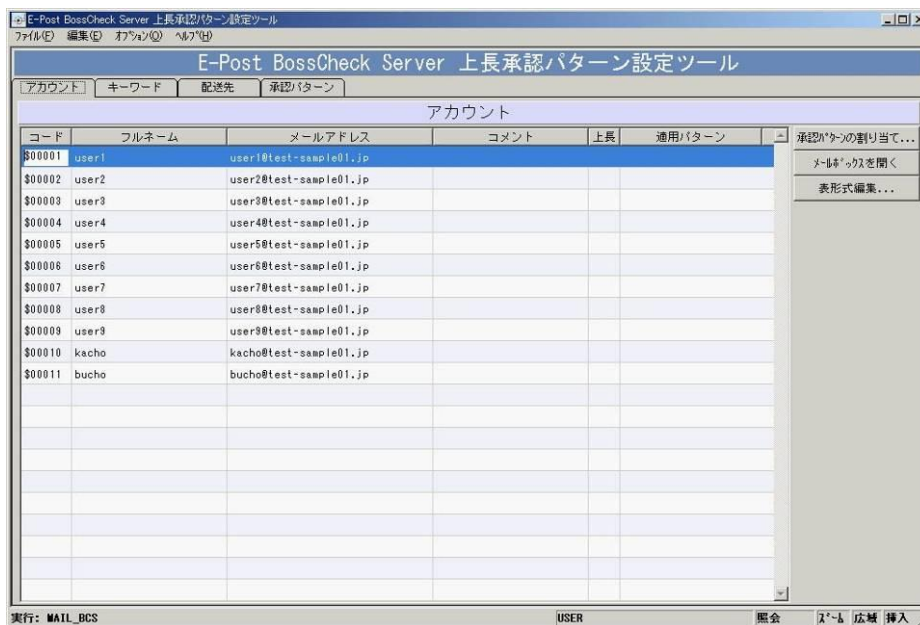 E-Post BossCheck Server 上長承認パターン設定ツール
ファイル(F) 編集(E) オプション(O) ヘルプ(H)
E-Post BossCheck Server 上長承認パターン設定ツール
アカウント キーワード 配送先 承認パターン
アカウント
コード フルネーム メールアドレス コメント 上長 適用パターン 承認パターンの割り当て...
$00001 user1 user1@test-sample01.jp メールボックスを開く
$00002 user2 user2@test-sample01.jp 表形式編集...
$00003 user3 user3@test-sample01.jp
$00004 user4 user4@test-sample01.jp
$00005 user5 user5@test-sample01.jp
$00006 user6 user6@test-sample01.jp
$00007 user7 user7@test-sample01.jp
$00008 user8 user8@test-sample01.jp
$00009 user9 user9@test-sample01.jp
$00010 kacho kacho@test-sample01.jp
$00011 bucho bucho@test-sample01.jp
実行: MAIL_BCS USER 照会 ズーム 広域 挿入